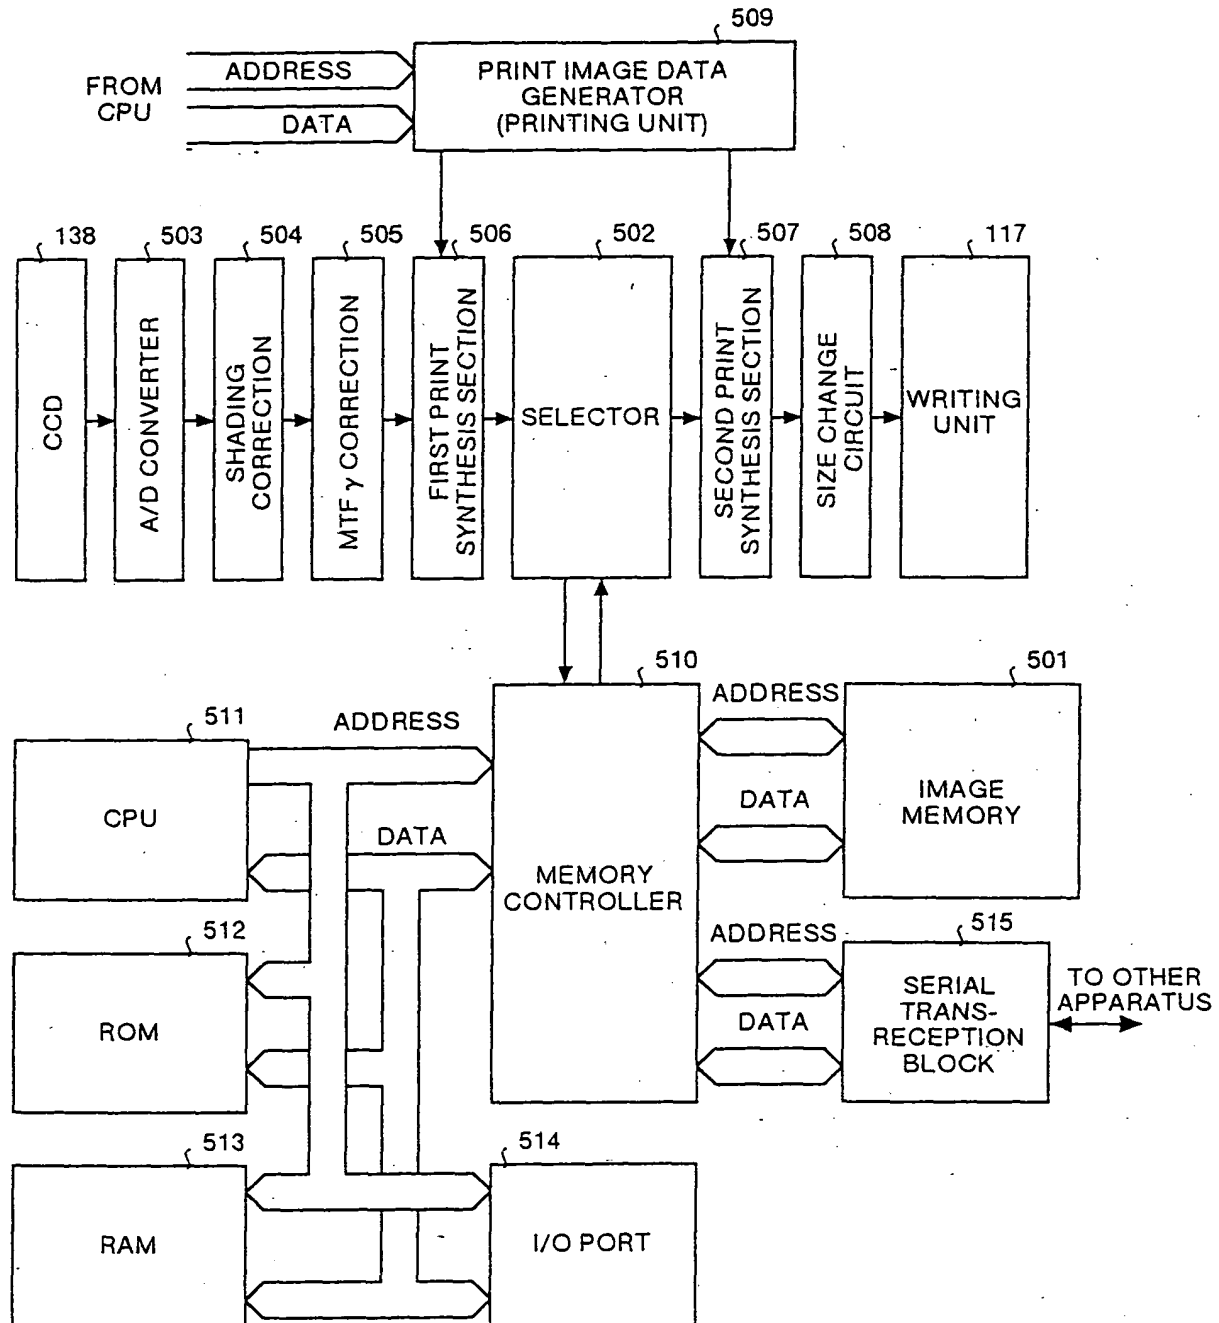 509
FROM
CPU
ADDRESS
DATA
PRINT IMAGE DATA
GENERATOR
(PRINTING UNIT)
138
503
504
505
506
502
507
508
117
CCD
A/D CONVERTER
SHADING
CORRECTION
MTF γ CORRECTION
FIRST PRINT
SYNTHESIS SECTION
SELECTOR
SECOND PRINT
SYNTHESIS SECTION
SIZE CHANGE
CIRCUIT
WRITING
UNIT
510
501
511
ADDRESS
ADDRESS
CPU
DATA
DATA
IMAGE
MEMORY
MEMORY
CONTROLLER
512
ROM
ADDRESS
515
DATA
SERIAL
TRANS-
RECEPTION
BLOCK
TO OTHER
APPARATUS
513
RAM
514
I/O PORT